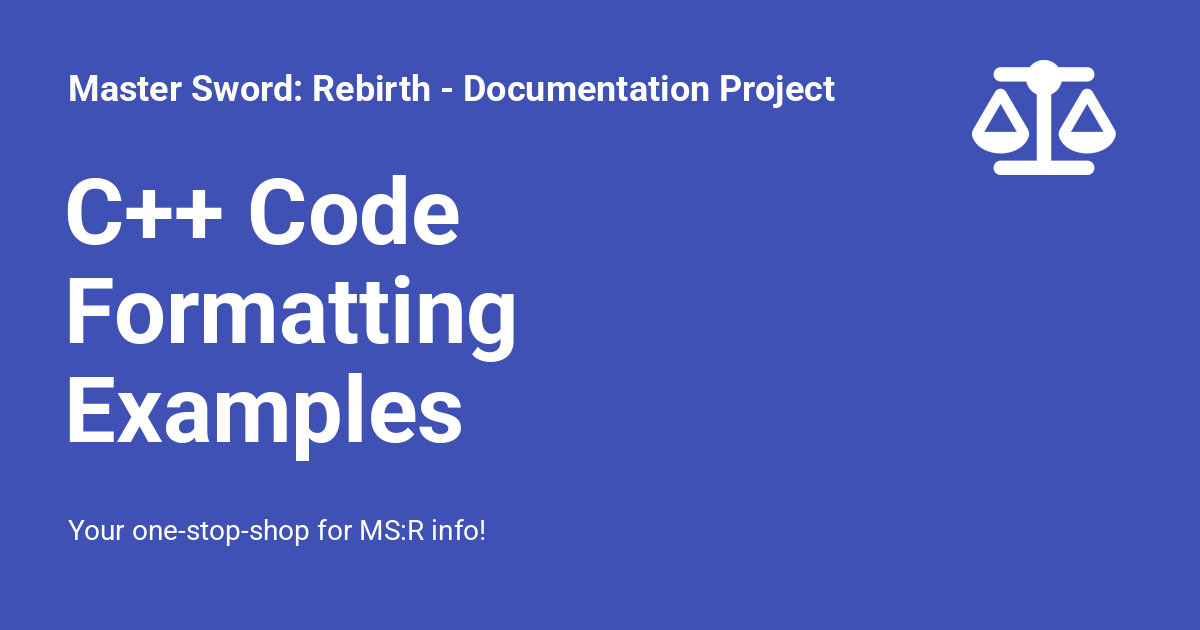 Master Sword: Rebirth - Documentation Project
C++ Code
Formatting
Examples
Your one-stop-shop for MS:R info!